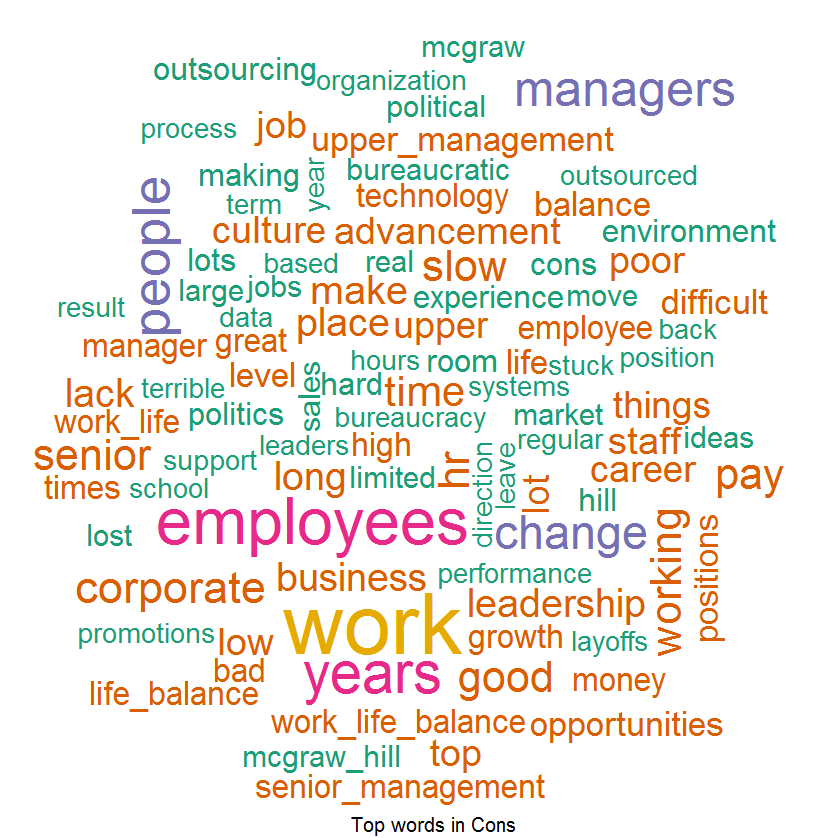 mcgraw
outsourcing
organization
managers
political
process
job
upper_management
making
year
bureaucratic
outsourced
people
term
technology
balance
culture
advancement
environment
lots
based
real
slow
cons
poor
result
large
jobs
make
experience
move
difficult
data
place
upper
employee
back
manager
great
hours
room
life
stuck
position
lack
terrible
level
sales
hard
time
systems
work_life
politics
bureaucracy
market
things
senior
support
leaders
high
hr
direction
leave
regular
staff
ideas
times
school
long
limited
lot
career
pay
hill
lost
employees
change
working
positions
corporate
business
performance
work
leadership
promotions
low
growth
layoffs
bad
years
good
money
life_balance
work_life_balance
opportunities
mcgraw_hill
top
senior_management
Top words in Cons